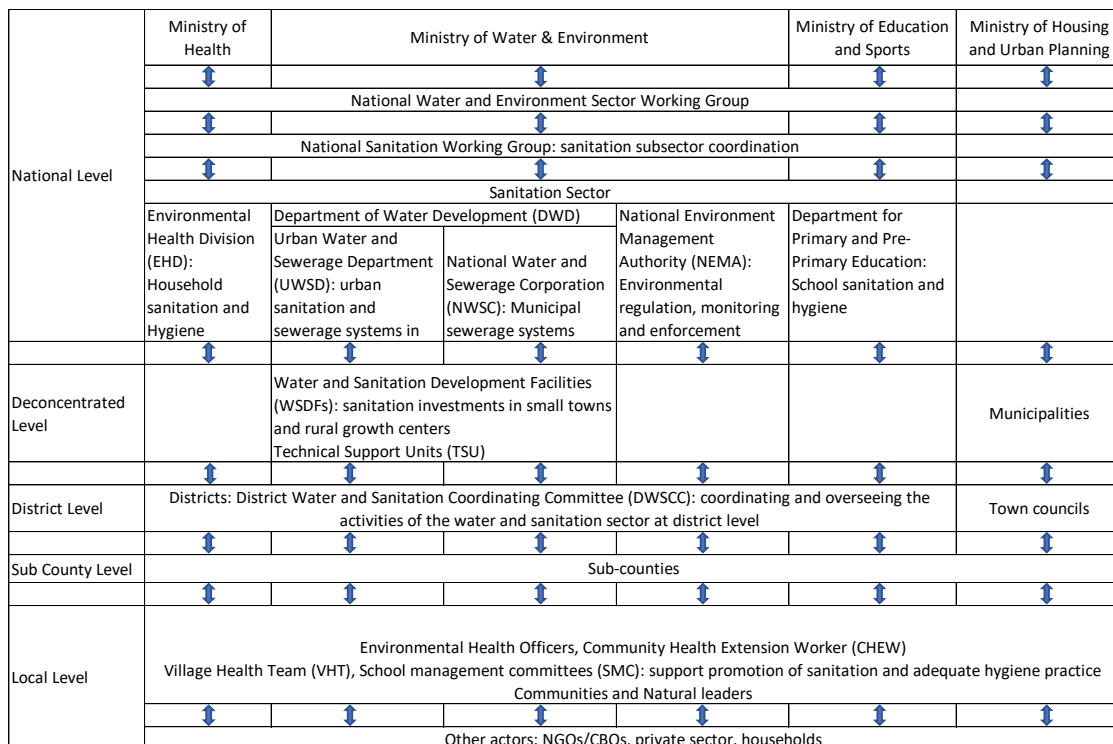 Ministry of
Health
Ministry of Water & Environment
Ministry of Education
and Sports
Ministry of Housing
and Urban Planning
National Level
National Water and Environment Sector Working Group
National Sanitation Working Group: sanitation subsector coordination
Sanitation Sector
Environmental
Health Division
(EHD):
Household
sanitation and
Hygiene
Department of Water Development (DWD)
Urban Water and
Sewerage Department
(UWSD): urban
sanitation and
sewerage systems in
National Water and
Sewerage Corporation
(NWSC): Municipal
sewerage systems
National Environment
Management
Authority (NEMA):
Environmental
regulation, monitoring
and enforcement
Department for
Primary and Pre-
Primary Education:
School sanitation and
hygiene
Deconcentrated
Level
Water and Sanitation Development Facilities
(WSDFs): sanitation investments in small towns
and rural growth centers
Technical Support Units (TSU)
Municipalities
District Level
Districts: District Water and Sanitation Coordinating Committee (DWSCC): coordinating and overseeing the
activities of the water and sanitation sector at district level
Town councils
Sub County Level
Sub-counties
Local Level
Environmental Health Officers, Community Health Extension Worker (CHEW)
Village Health Team (VHT), School management committees (SMC): support promotion of sanitation and adequate hygiene practice
Communities and Natural leaders
Other actors: NGOs/CBOs, private sector, households